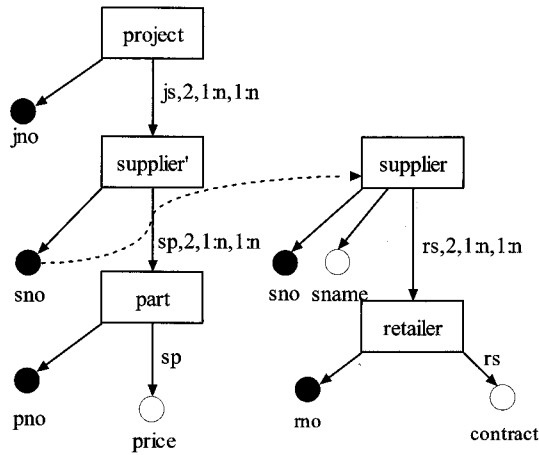 project
js,2,1:n,1:n
jno
supplier'
supplier
sp,2,1:n,1:n
rs,2,1:n,1:n
sno
sno
sname
part
retailer
sp
rs
pno
price
rno
contract